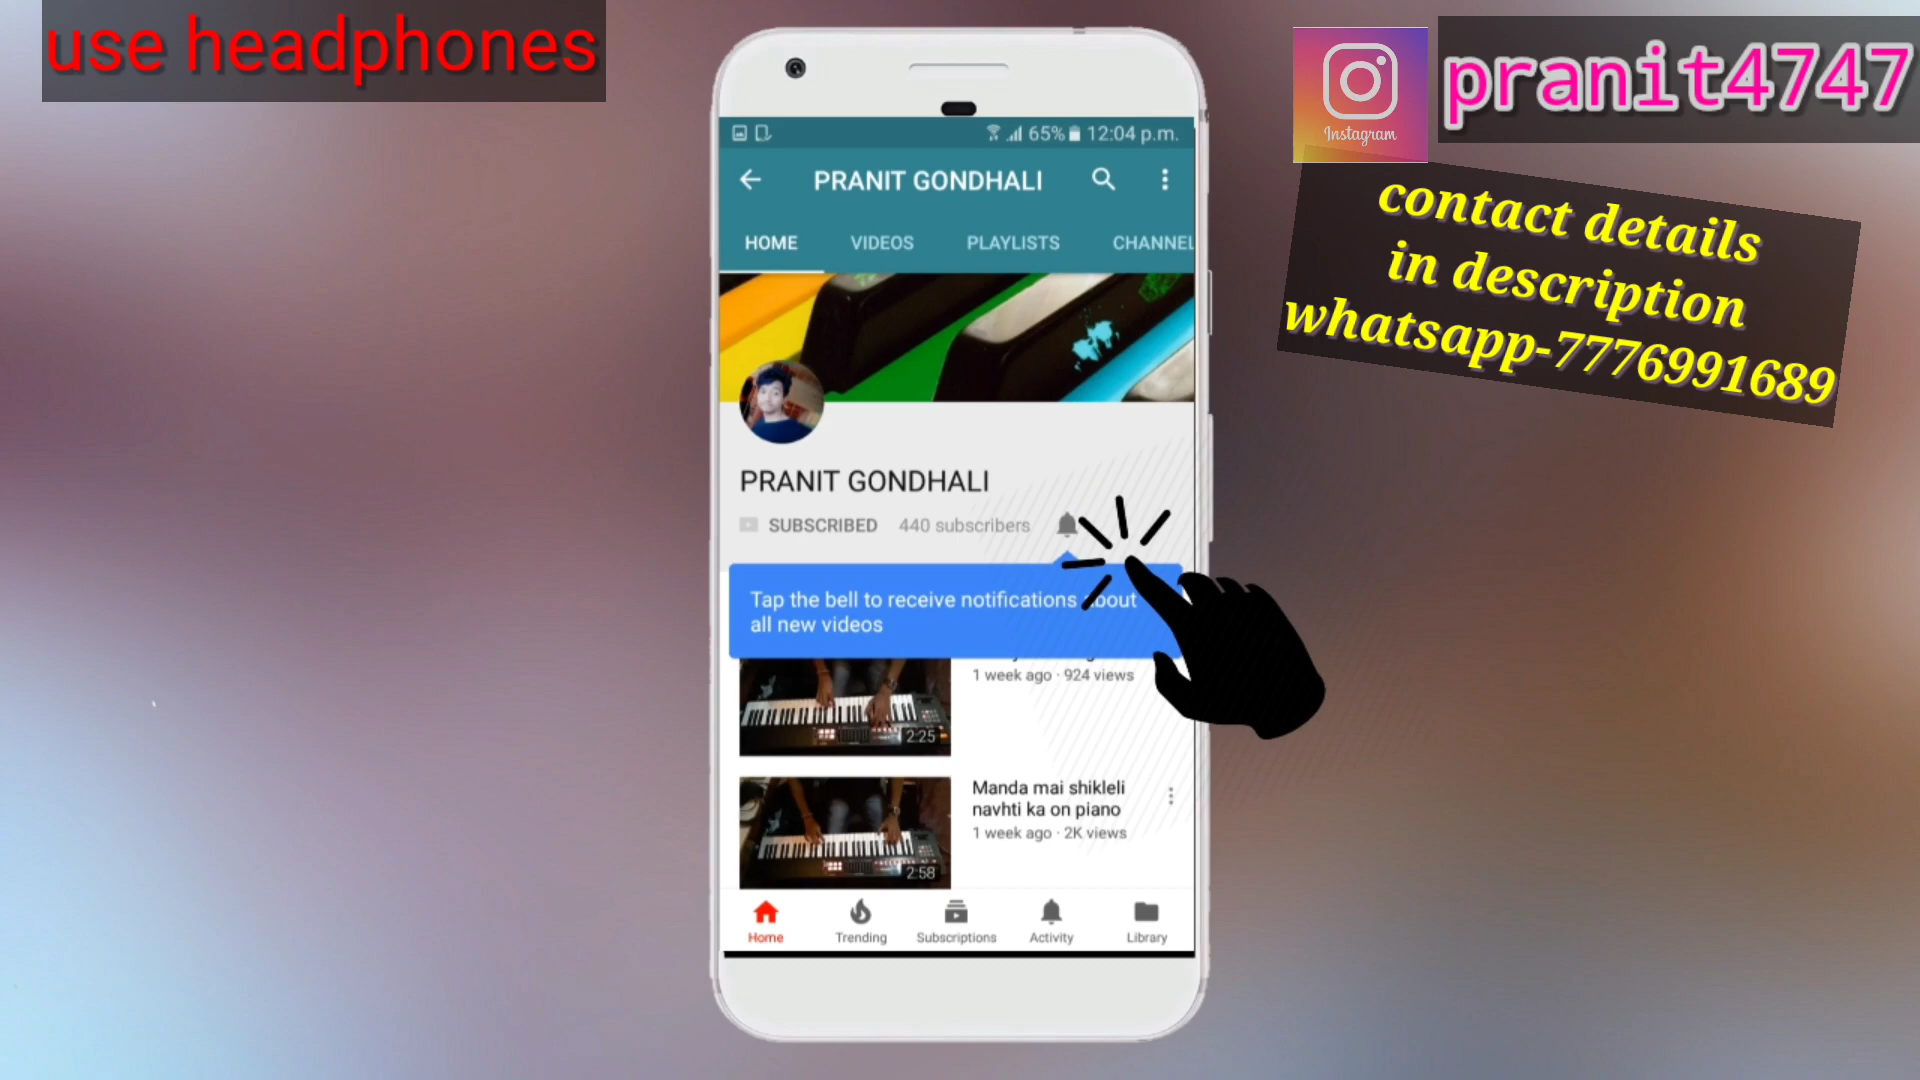 use headphones
Instagram
pranit4747
contact details
in description
whatsapp-7776991689
65% 12:04 p.m.
PRANIT GONDHALI
HOME VIDEOS PLAYLISTS CHANNEL
PRANIT GONDHALI
SUBSCRIBED 440 subscribers
Tap the bell to receive notifications about
all new videos
1 week ago · 924 views
2:25
Manda mai shikleli
navhti ka on piano
1 week ago · 2K views
2:58
Home Trending Subscriptions Activity Library